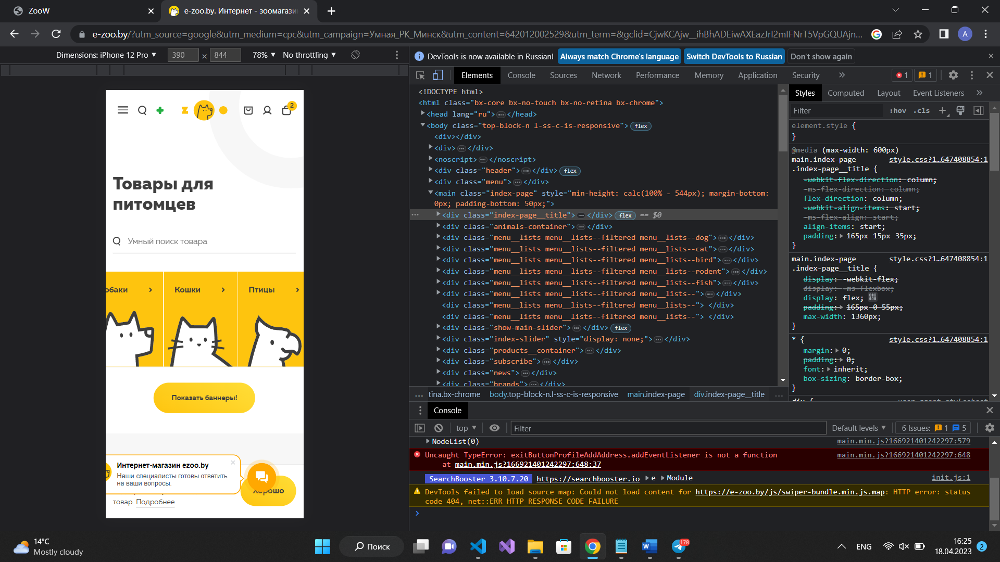 ZooW
e-zoo.by. Интернет - зоомагази
e-zoo.by/?utm_source=google&utm_medium=cpc&utm_campaign=Умная_РК_Минск&utm_content=642012002529&utm_term=&gclid=CjwKCAjw__ihBhADEiwAXEazJrl2mIFNrT5VpGQUAjn...
A
Dimensions: iPhone 12 Pro ▼ 390 × 844 78% ▼ No throttling ▼
2
Товары для
питомцев
Умный поиск товара
обаки
Кошки
Птицы
Показать баннеры!
Интернет-магазин ezoo.by
Наши специалисты готовы ответить
на ваши вопросы.
Хорошо
товар. Подробнее
DevTools is now available in Russian! Always match Chrome's language Switch DevTools to Russian Don't show again
Elements Console Sources Network Performance Memory Application Security » 1 1
<!DOCTYPE html>
<html class="bx-core bx-no-touch bx-no-retina bx-chrome">
<head lang="ru"> … </head>
<body class="top-block-n l-ss-c-is-responsive"> flex
<div></div>
<div> … </div>
<noscript> … </noscript>
<div class="header"> … </div> flex
<div class="menu"> … </div>
<main class="index-page" style="min-height: calc(100% - 544px); margin-bottom:
0px; padding-bottom: 50px;">
<div class="index-page__title"> … </div> flex == $0
<div class="animals-container"> … </div>
<div class="menu__lists menu__lists--filtered menu__lists--dog"> … </div>
<div class="menu__lists menu__lists--filtered menu__lists--cat"> … </div>
<div class="menu__lists menu__lists--filtered menu__lists--bird"> … </div>
<div class="menu__lists menu__lists--filtered menu__lists--rodent"> … </div>
<div class="menu__lists menu__lists--filtered menu__lists--fish"> … </div>
<div class="menu__lists menu__lists--filtered menu__lists--"> … </div>
<div class="menu__lists menu__lists--filtered menu__lists--"> </div>
<div class="menu__lists menu__lists--filtered menu__lists--"> </div>
<div class="show-main-slider"> … </div> flex
<div class="index-slider" style="display: none;"> … </div>
<div class="products__container"> … </div>
<div class="subscribe"> … </div>
<div class="news"> … </div>
<div class="brands"> … </div>
... tina.bx-chrome body.top-block-n.l-ss-c-is-responsive main.index-page div.index-page__title ...
Styles Computed Layout Event Listeners »
Filter :hov .cls +
element.style {
}
@media (max-width: 600px)
main.index-page style.css?1…647408854:1
.index-page__title {
-webkit-flex-direction: column;
-ms-flex-direction: column;
flex-direction: column;
-webkit-align-items: start;
-ms-flex-align: start;
align-items: start;
padding: 165px 15px 35px;
}
main.index-page style.css?1…647408854:1
.index-page__title {
display: -webkit-flex;
display: -ms-flexbox;
display: flex;
padding: 165px 0 55px;
max-width: 1360px;
}
* { style.css?1…647408854:1
margin: 0;
padding: 0;
font: inherit;
box-sizing: border-box;
}
div { user agent stylesheet
Console
top ▼ Filter Default levels ▼ 6 Issues: 1 5
NodeList(0) main.min.js?166921401242297:579
Uncaught TypeError: exitButtonProfileAddAddress.addEventListener is not a function main.min.js?166921401242297:648
at main.min.js?166921401242297:648:37
SearchBooster 3.10.7.20 https://searchbooster.io e Module init.js:1
DevTools failed to load source map: Could not load content for https://e-zoo.by/js/swiper-bundle.min.js.map: HTTP error: status
code 404, net::ERR_HTTP_RESPONSE_CODE_FAILURE
14°C
Mostly cloudy
Поиск
178
ENG
16:25
18.04.2023
2